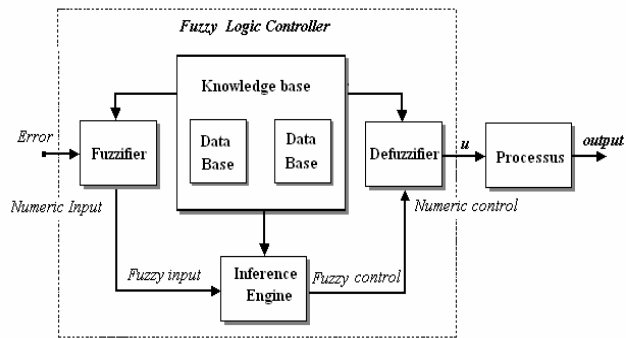 Fuzzy Logic Controller
Knowledge base
Error
Fuzzifier
Data
Base
Data
Base
Defuzzifier
u
Processus
output
Numeric Input
Numeric control
Fuzzy input
Inference
Engine
Fuzzy control